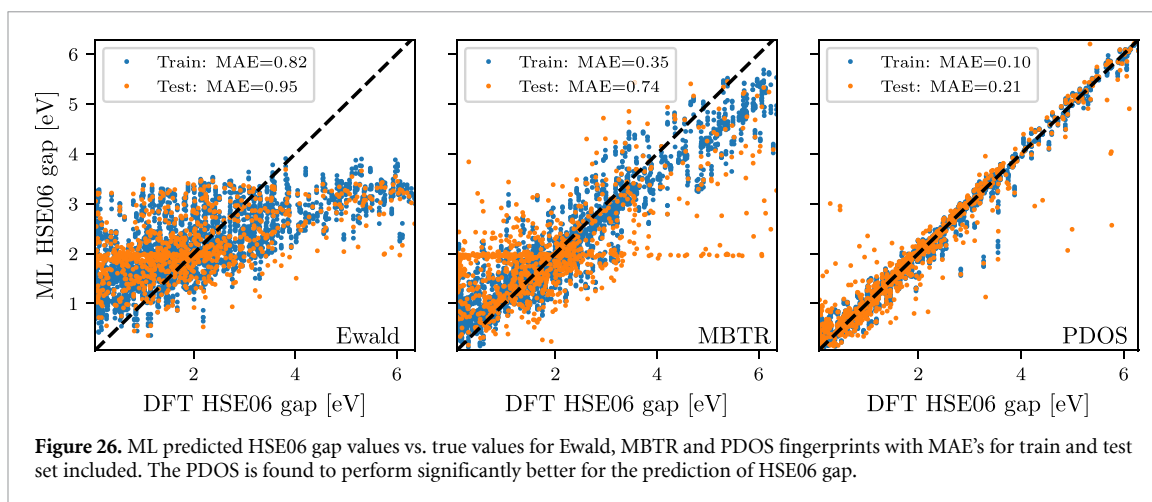 Train: MAE=0.82
Test: MAE=0.95
Train: MAE=0.35
Test: MAE=0.74
Train: MAE=0.10
Test: MAE=0.21
6
5
4
3
2
1
ML HSE06 gap [eV]
Ewald
MBTR
PDOS
2 4 6
2 4 6
2 4 6
DFT HSE06 gap [eV]
DFT HSE06 gap [eV]
DFT HSE06 gap [eV]
Figure 26. ML predicted HSE06 gap values vs. true values for Ewald, MBTR and PDOS fingerprints with MAE's for train and test
set included. The PDOS is found to perform significantly better for the prediction of HSE06 gap.